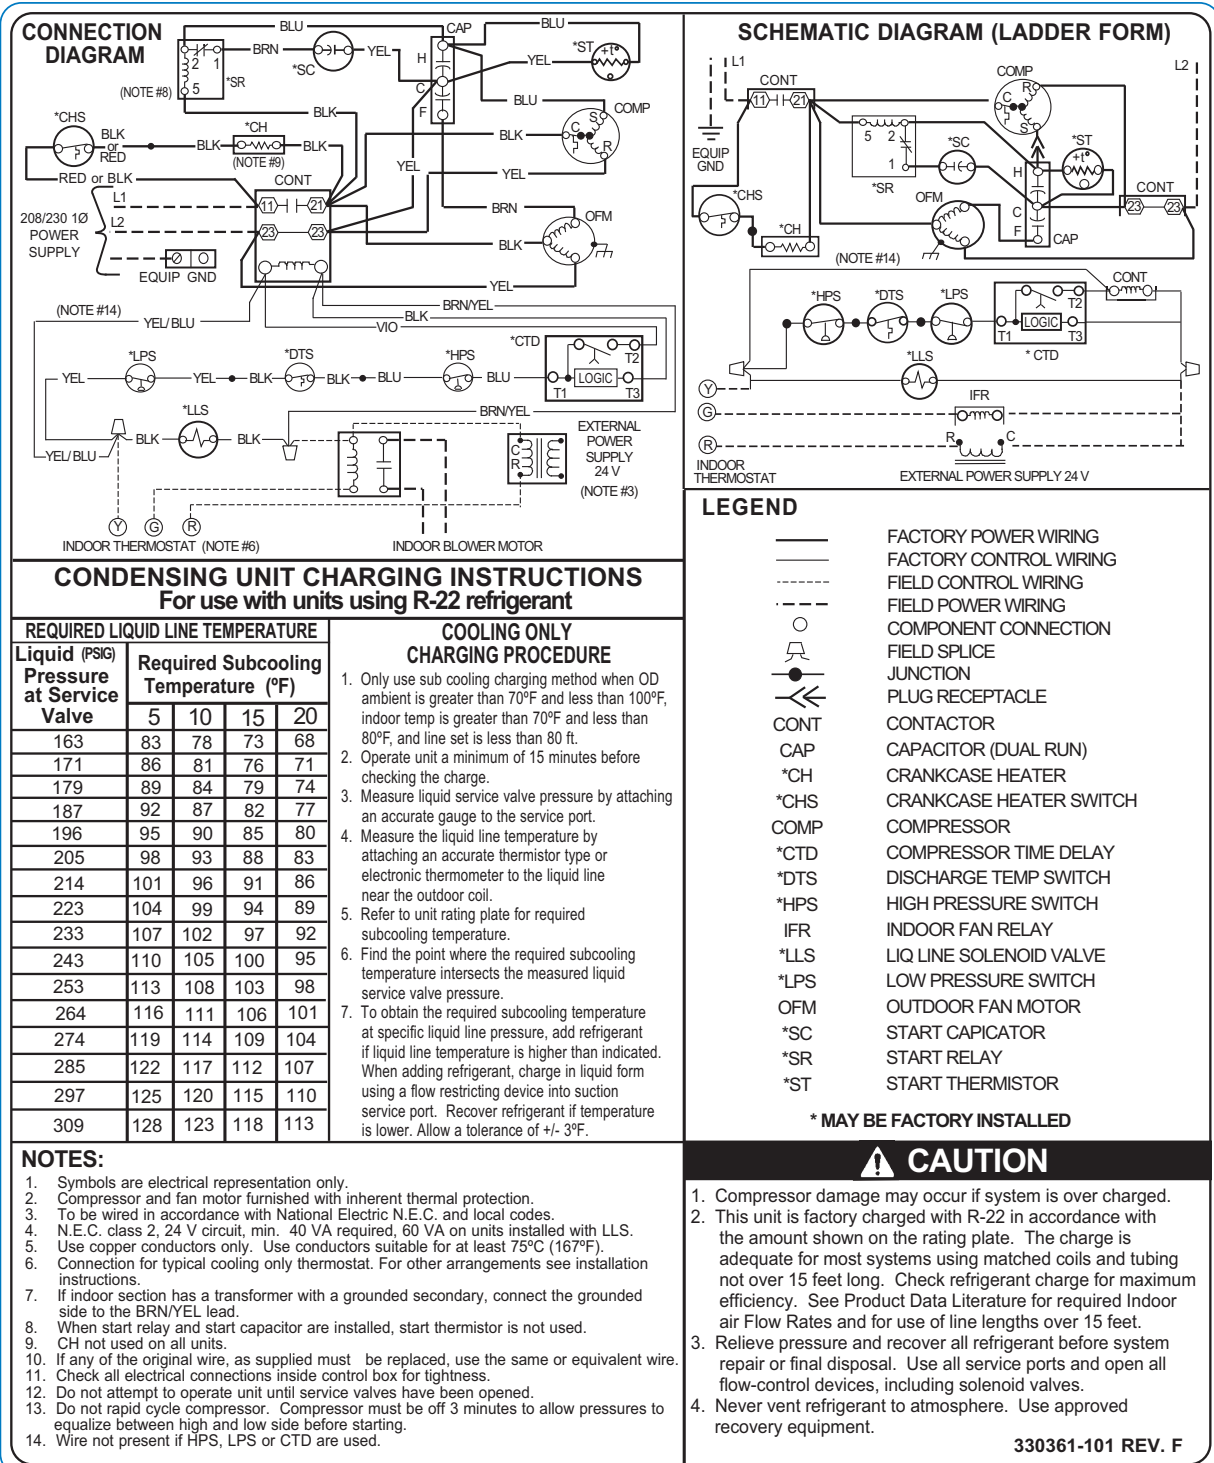 CONNECTION
DIAGRAM
BLU
CAP
BLU
2 1
5
*SR
(NOTE #8)
BRN
*SC
YEL
H
C
F
*ST
+t°
YEL
BLU
COMP
S
C
R
BLK
*CHS
BLK
or
RED
BLK
*CH
BLK
(NOTE #9)
BLK
YEL
YEL
RED or BLK
CONT
L1
11
21
208/230 1Ø
POWER
SUPPLY
L2
23
23
BRN
OFM
BLK
EQUIP GND
YEL
(NOTE #14)
BRN/YEL
YEL/ BLU
BLK
VIO
*CTD
T2
LOGIC
T1
T3
*LPS
*DTS
*HPS
YEL
YEL
BLK
BLK
BLU
BLU
*LLS
BRN/YEL
BLK
BLK
YEL/ BLU
C
R
EXTERNAL
POWER
SUPPLY
24 V
(NOTE #3)
Y
G
R
INDOOR THERMOSTAT (NOTE #6)
INDOOR BLOWER MOTOR
SCHEMATIC DIAGRAM (LADDER FORM)
L1
CONT
11
21
COMP
R
C
S
L2
EQUIP
GND
5 2
1
*SR
*SC
*ST
+t°
H
C
F
CAP
CONT
23
23
*CHS
OFM
*CH
(NOTE #14)
*HPS
*DTS
*LPS
CONT
T2
LOGIC
T1
T3
* CTD
*LLS
Y
G
IFR
R
R
C
INDOOR
THERMOSTAT
EXTERNAL POWER SUPPLY 24 V
LEGEND
FACTORY POWER WIRING
FACTORY CONTROL WIRING
FIELD CONTROL WIRING
FIELD POWER WIRING
COMPONENT CONNECTION
FIELD SPLICE
JUNCTION
PLUG RECEPTACLE
CONT CONTACTOR
CAP CAPACITOR (DUAL RUN)
*CH CRANKCASE HEATER
*CHS CRANKCASE HEATER SWITCH
COMP COMPRESSOR
*CTD COMPRESSOR TIME DELAY
*DTS DISCHARGE TEMP SWITCH
*HPS HIGH PRESSURE SWITCH
IFR INDOOR FAN RELAY
*LLS LIQ LINE SOLENOID VALVE
*LPS LOW PRESSURE SWITCH
OFM OUTDOOR FAN MOTOR
*SC START CAPICATOR
*SR START RELAY
*ST START THERMISTOR
* MAY BE FACTORY INSTALLED
CONDENSING UNIT CHARGING INSTRUCTIONS
For use with units using R-22 refrigerant
REQUIRED LIQUID LINE TEMPERATURE
Liquid (PSIG)
Pressure
at Service
Valve
Required Subcooling
Temperature (ºF)
5 10 15 20
163 83 78 73 68
171 86 81 76 71
179 89 84 79 74
187 92 87 82 77
196 95 90 85 80
205 98 93 88 83
214 101 96 91 86
223 104 99 94 89
233 107 102 97 92
243 110 105 100 95
253 113 108 103 98
264 116 111 106 101
274 119 114 109 104
285 122 117 112 107
297 125 120 115 110
309 128 123 118 113
COOLING ONLY
CHARGING PROCEDURE
1. Only use sub cooling charging method when OD
ambient is greater than 70ºF and less than 100ºF,
indoor temp is greater than 70ºF and less than
80ºF, and line set is less than 80 ft.
2. Operate unit a minimum of 15 minutes before
checking the charge.
3. Measure liquid service valve pressure by attaching
an accurate gauge to the service port.
4. Measure the liquid line temperature by
attaching an accurate thermistor type or
electronic thermometer to the liquid line
near the outdoor coil.
5. Refer to unit rating plate for required
subcooling temperature.
6. Find the point where the required subcooling
temperature intersects the measured liquid
service valve pressure.
7. To obtain the required subcooling temperature
at specific liquid line pressure, add refrigerant
if liquid line temperature is higher than indicated.
When adding refrigerant, charge in liquid form
using a flow restricting device into suction
service port. Recover refrigerant if temperature
is lower. Allow a tolerance of +/- 3ºF.
NOTES:
1. Symbols are electrical representation only.
2. Compressor and fan motor furnished with inherent thermal protection.
3. To be wired in accordance with National Electric N.E.C. and local codes.
4. N.E.C. class 2, 24 V circuit, min. 40 VA required, 60 VA on units installed with LLS.
5. Use copper conductors only. Use conductors suitable for at least 75ºC (167ºF).
6. Connection for typical cooling only thermostat. For other arrangements see installation
instructions.
7. If indoor section has a transformer with a grounded secondary, connect the grounded
side to the BRN/YEL lead.
8. When start relay and start capacitor are installed, start thermistor is not used.
9. CH not used on all units.
10. If any of the original wire, as supplied must be replaced, use the same or equivalent wire.
11. Check all electrical connections inside control box for tightness.
12. Do not attempt to operate unit until service valves have been opened.
13. Do not rapid cycle compressor. Compressor must be off 3 minutes to allow pressures to
equalize between high and low side before starting.
14. Wire not present if HPS, LPS or CTD are used.
CAUTION
1. Compressor damage may occur if system is over charged.
2. This unit is factory charged with R-22 in accordance with
the amount shown on the rating plate. The charge is
adequate for most systems using matched coils and tubing
not over 15 feet long. Check refrigerant charge for maximum
efficiency. See Product Data Literature for required Indoor
air Flow Rates and for use of line lengths over 15 feet.
3. Relieve pressure and recover all refrigerant before system
repair or final disposal. Use all service ports and open all
flow-control devices, including solenoid valves.
4. Never vent refrigerant to atmosphere. Use approved
recovery equipment.
330361-101 REV. F